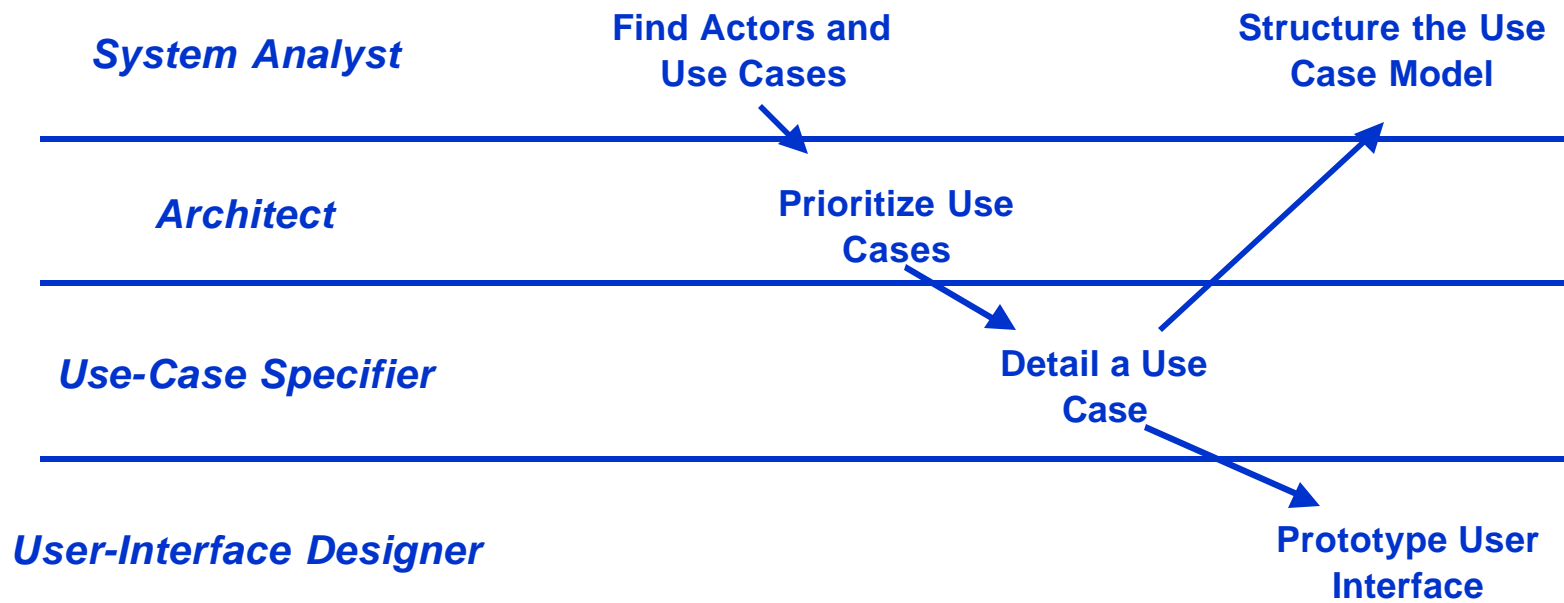 System Analyst
Find Actors and
Use Cases
Structure the Use
Case Model
Architect
Prioritize Use
Cases
Use-Case Specifier
Detail a Use
Case
User-Interface Designer
Prototype User
Interface